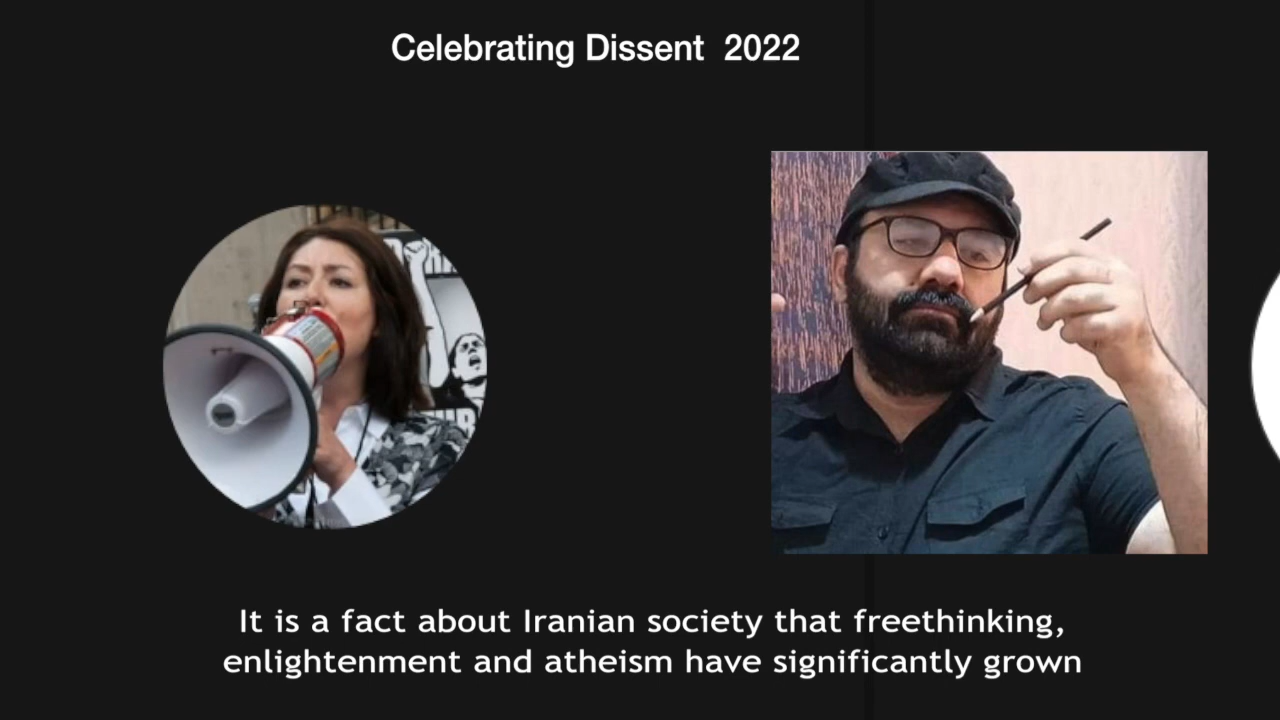 Celebrating Dissent 2022
It is a fact about Iranian society that freethinking,
enlightenment and atheism have significantly grown